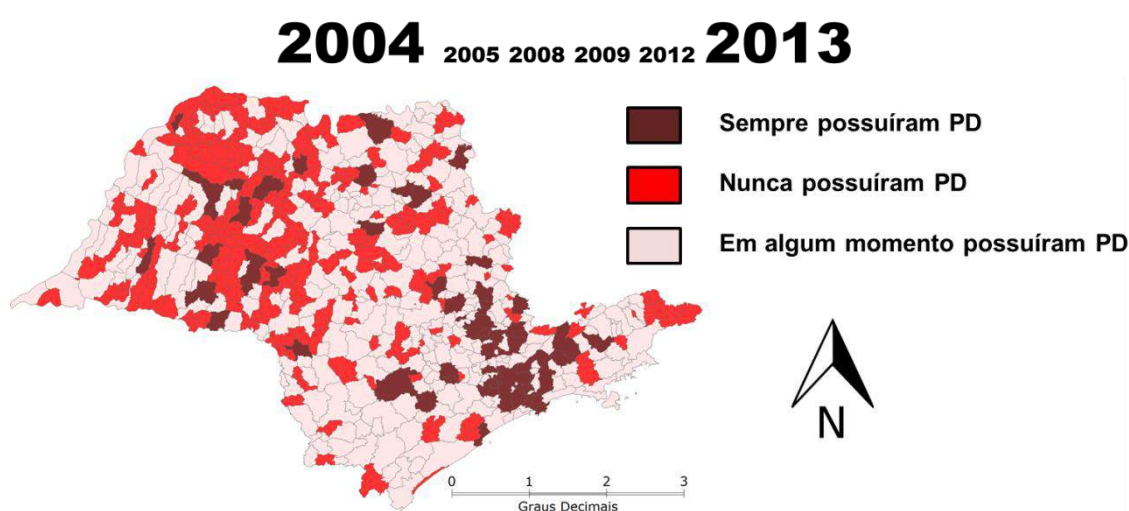 2004 2005 2008 2009 2012 2013
Sempre possuíram PD
Nunca possuíram PD
Em algum momento possuíram PD
N
0 1 2 3
Graus Decimais